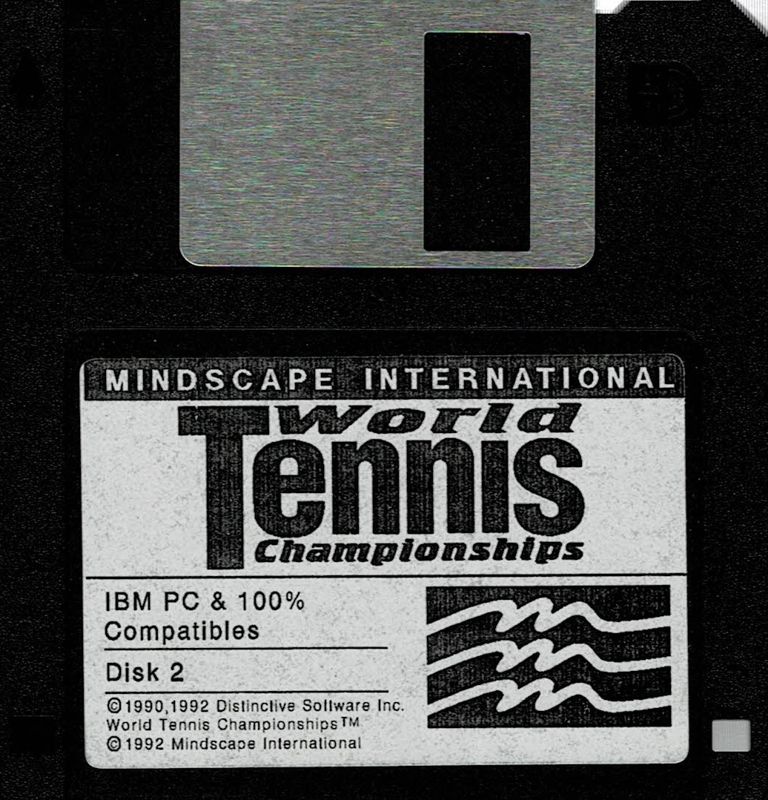 MINDSCAPE INTERNATIONAL
World
Tennis
Championships
IBM PC & 100%
Compatibles
Disk 2
©1990,1992 Distinctive Software Inc.
World Tennis Championships™
©1992 Mindscape International